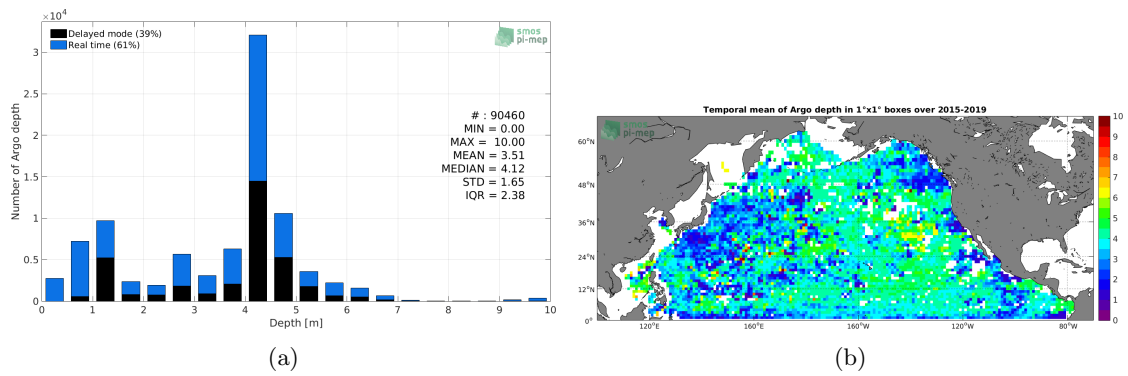 ×10⁴
Delayed mode (39%)
Real time (61%)
smos
pi-mep
3
2.5
2
1.5
1
0.5
0
Number of Argo depth
# : 90460
MIN = 0.00
MAX = 10.00
MEAN = 3.51
MEDIAN = 4.12
STD = 1.65
IQR = 2.38
0 1 2 3 4 5 6 7 8 9 10
Depth [m]
(a)
Temporal mean of Argo depth in 1°x1° boxes over 2015-2019
smos
pi-mep
60°N
48°N
36°N
24°N
12°N
0°
120°E 160°E 160°W 120°W 80°W
10
9
8
7
6
5
4
3
2
1
0
(b)